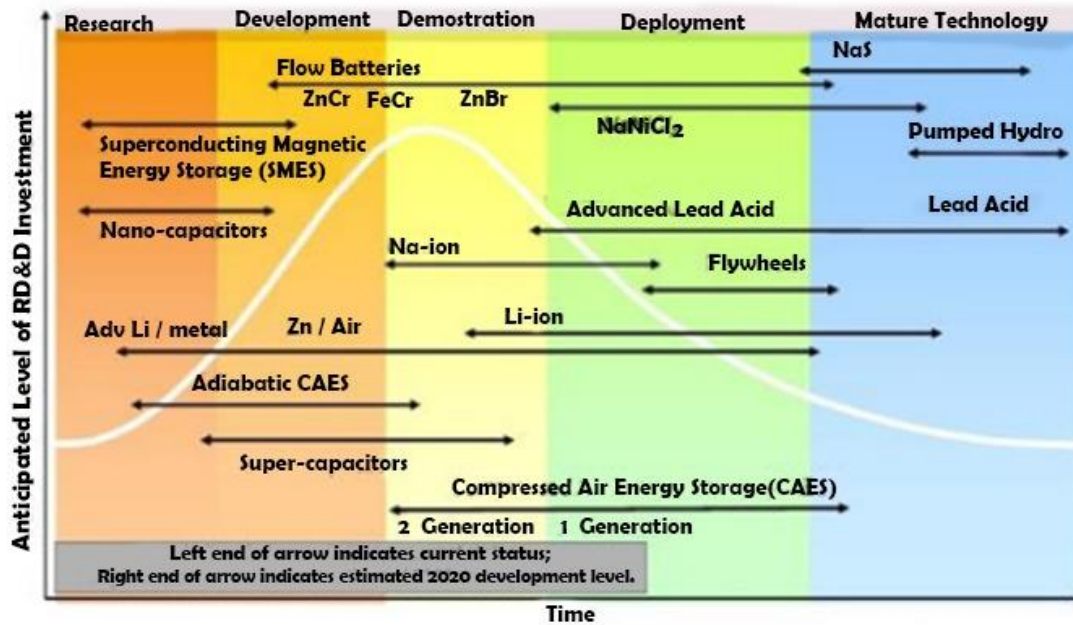 Research Development Demostration Deployment Mature Technology
NaS
Flow Batteries
ZnCr FeCr ZnBr
NaNiCl₂
Superconducting Magnetic
Energy Storage (SMES)
Pumped Hydro
Nano-capacitors
Advanced Lead Acid Lead Acid
Na-ion
Flywheels
Adv Li / metal Zn / Air Li-ion
Adiabatic CAES
Super-capacitors
Compressed Air Energy Storage(CAES)
2 Generation 1 Generation
Left end of arrow indicates current status;
Right end of arrow indicates estimated 2020 development level.
Time
Anticipated Level of RD&D Investment